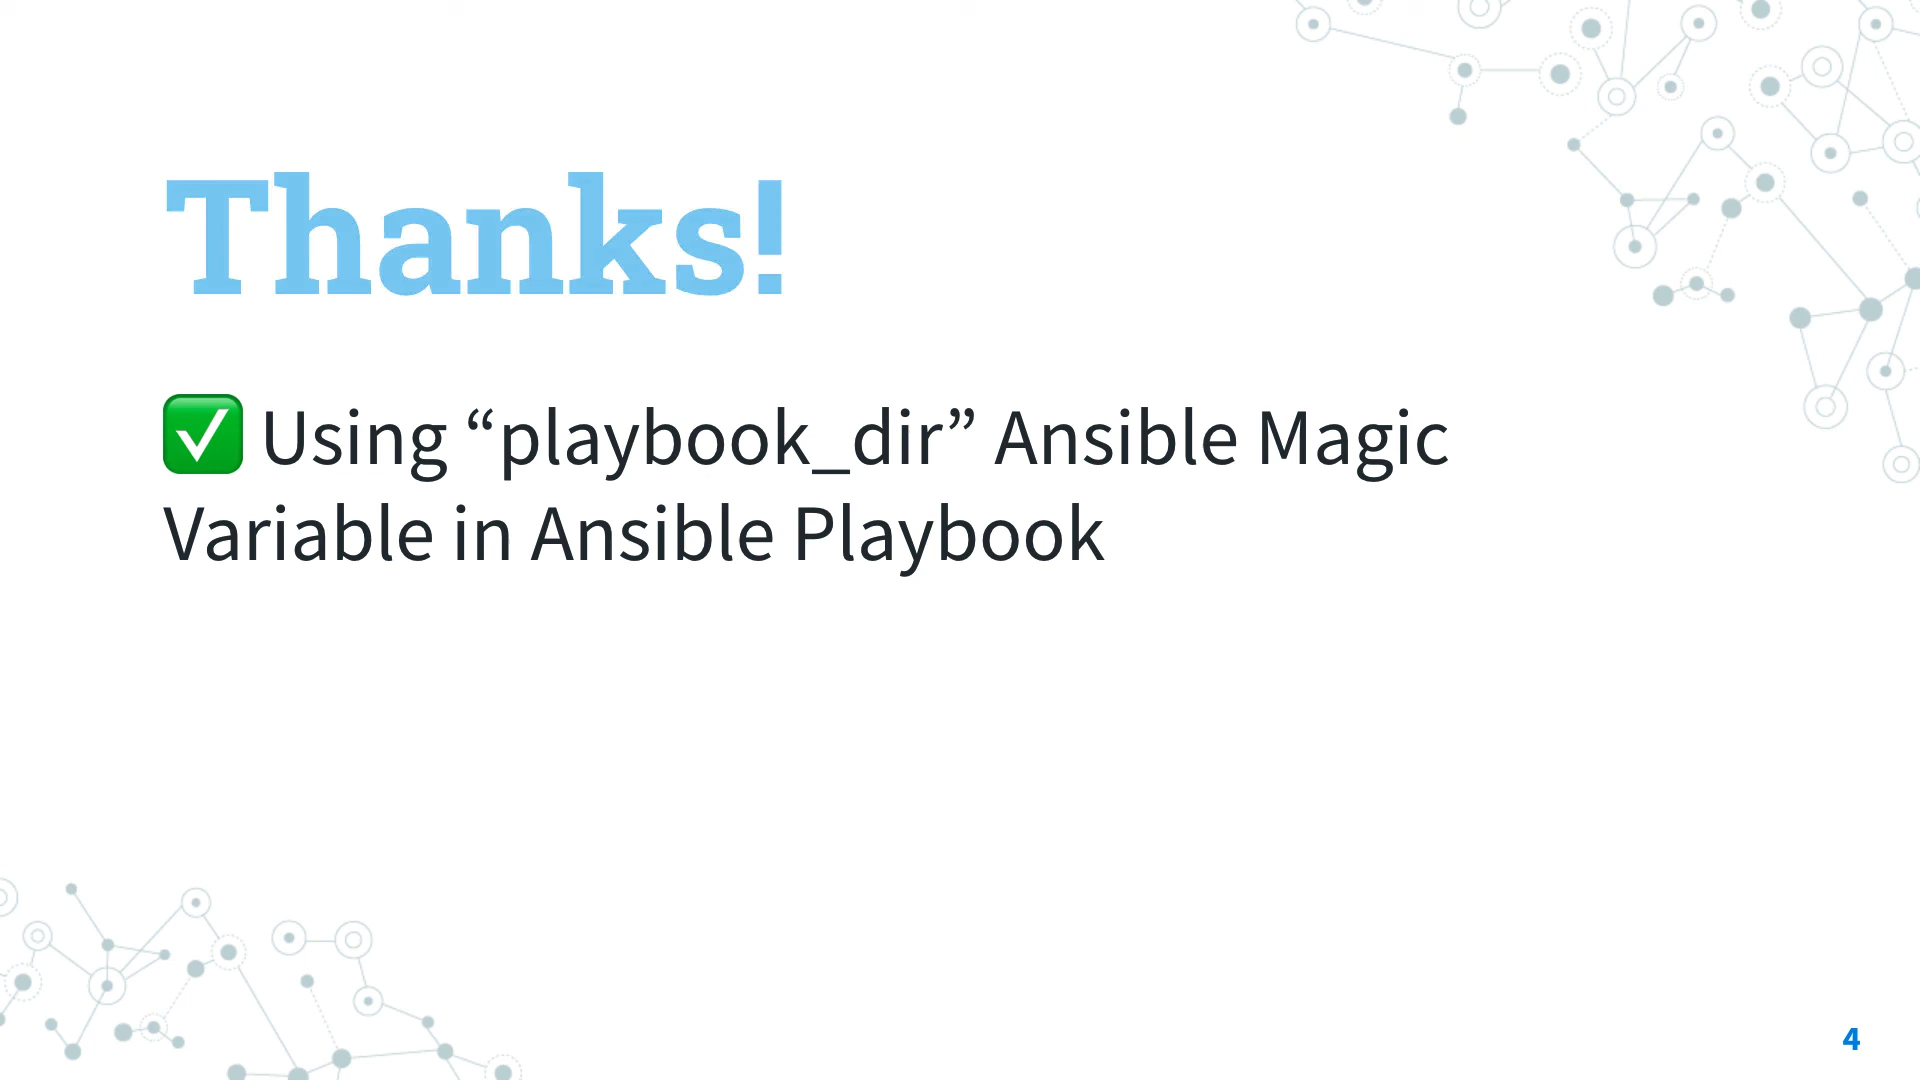 Thanks!
✅ Using “playbook_dir” Ansible Magic
Variable in Ansible Playbook
4